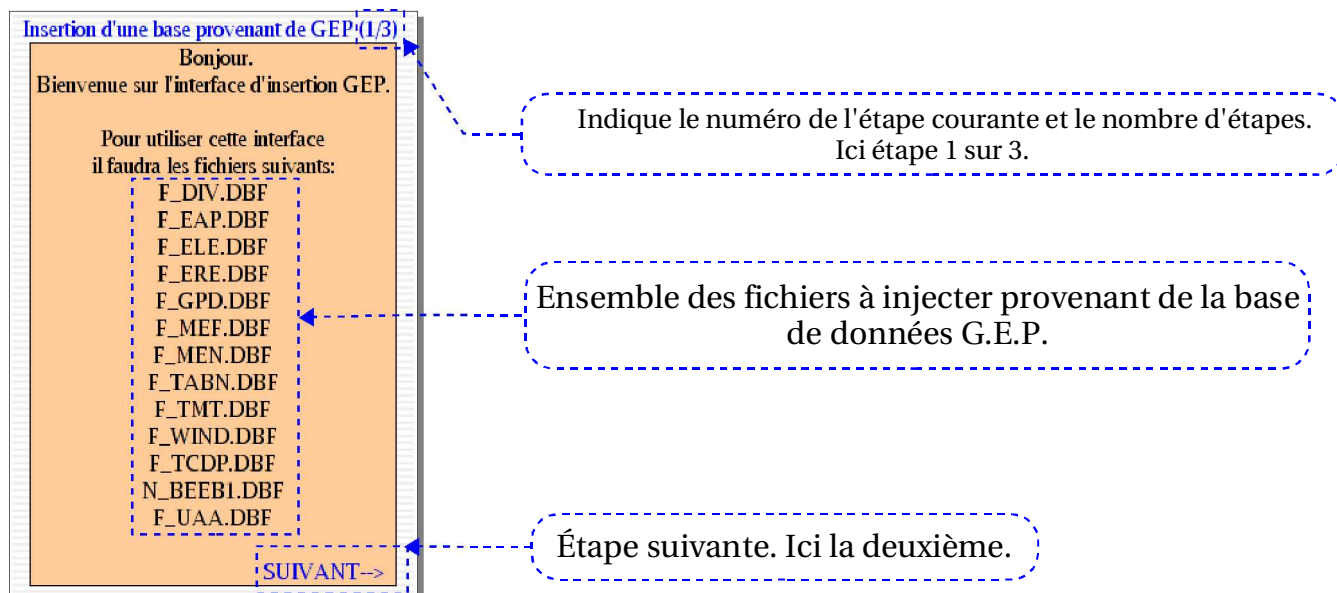 Insertion d'une base provenant de GEP (1/3)
Bonjour.
Bienvenue sur l'interface d'insertion GEP.
Pour utiliser cette interface
il faudra les fichiers suivants:
F_DIV.DBF
F_EAP.DBF
F_ELE.DBF
F_ERE.DBF
F_GPD.DBF
F_MEF.DBF
F_MEN.DBF
F_TABN.DBF
F_TMT.DBF
F_WIND.DBF
F_TCDP.DBF
N_BEEB1.DBF
F_UAA.DBF
SUIVANT-->
Indique le numéro de l'étape courante et le nombre d'étapes.
Ici étape 1 sur 3.
Ensemble des fichiers à injecter provenant de la base
de données G.E.P.
Étape suivante. Ici la deuxième.